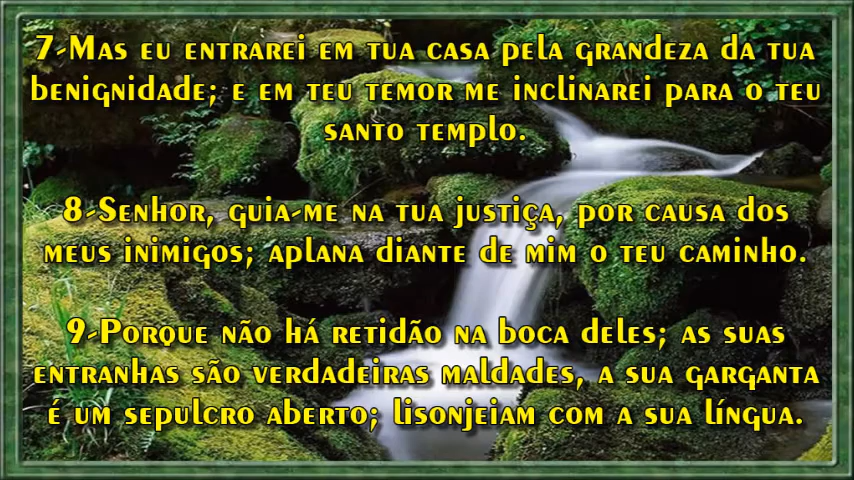 7-Mas eu entrarei em tua casa pela grandeza da tua
benignidade; e em teu temor me inclinarei para o teu
santo templo.
8-Senhor, guia-me na tua justiça, por causa dos
meus inimigos; aplana diante de mim o teu caminho.
9-Porque não há retidão na boca deles; as suas
entranhas são verdadeiras maldades, a sua garganta
é um sepulcro aberto; lisonjeiam com a sua língua.